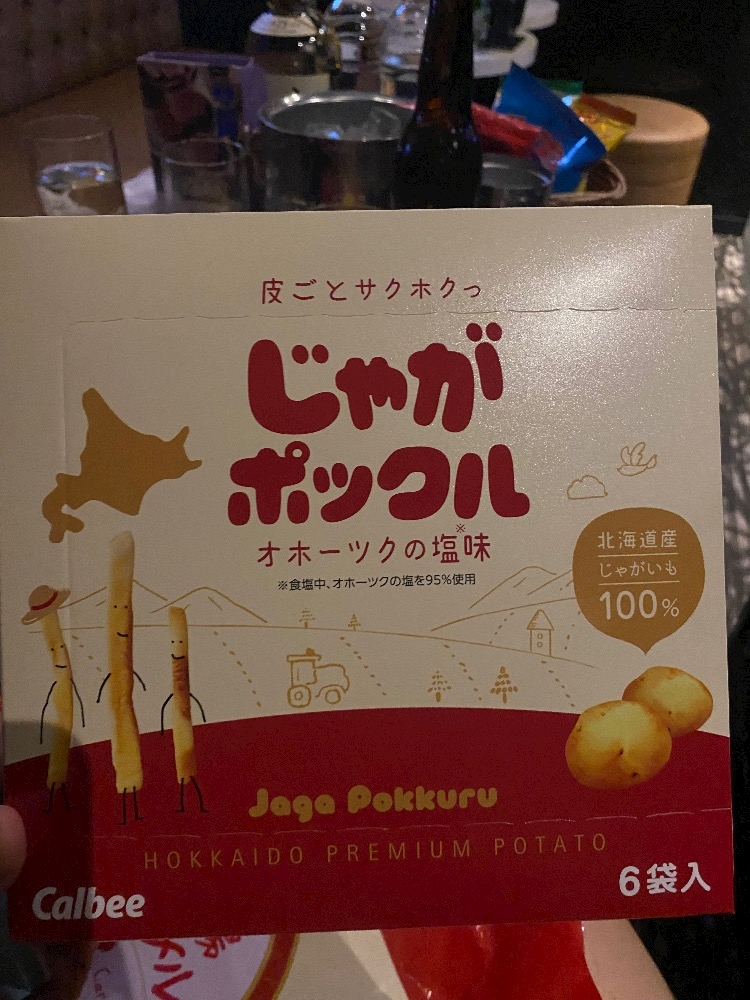 皮ごとサクホクっ
じゃが
ポックル
オホーツクの塩※味
※食塩中、オホーツクの塩を95%使用
北海道産
じゃがいも
100%
Jaga Pokkuru
HOKKAIDO PREMIUM POTATO
Calbee
6袋入